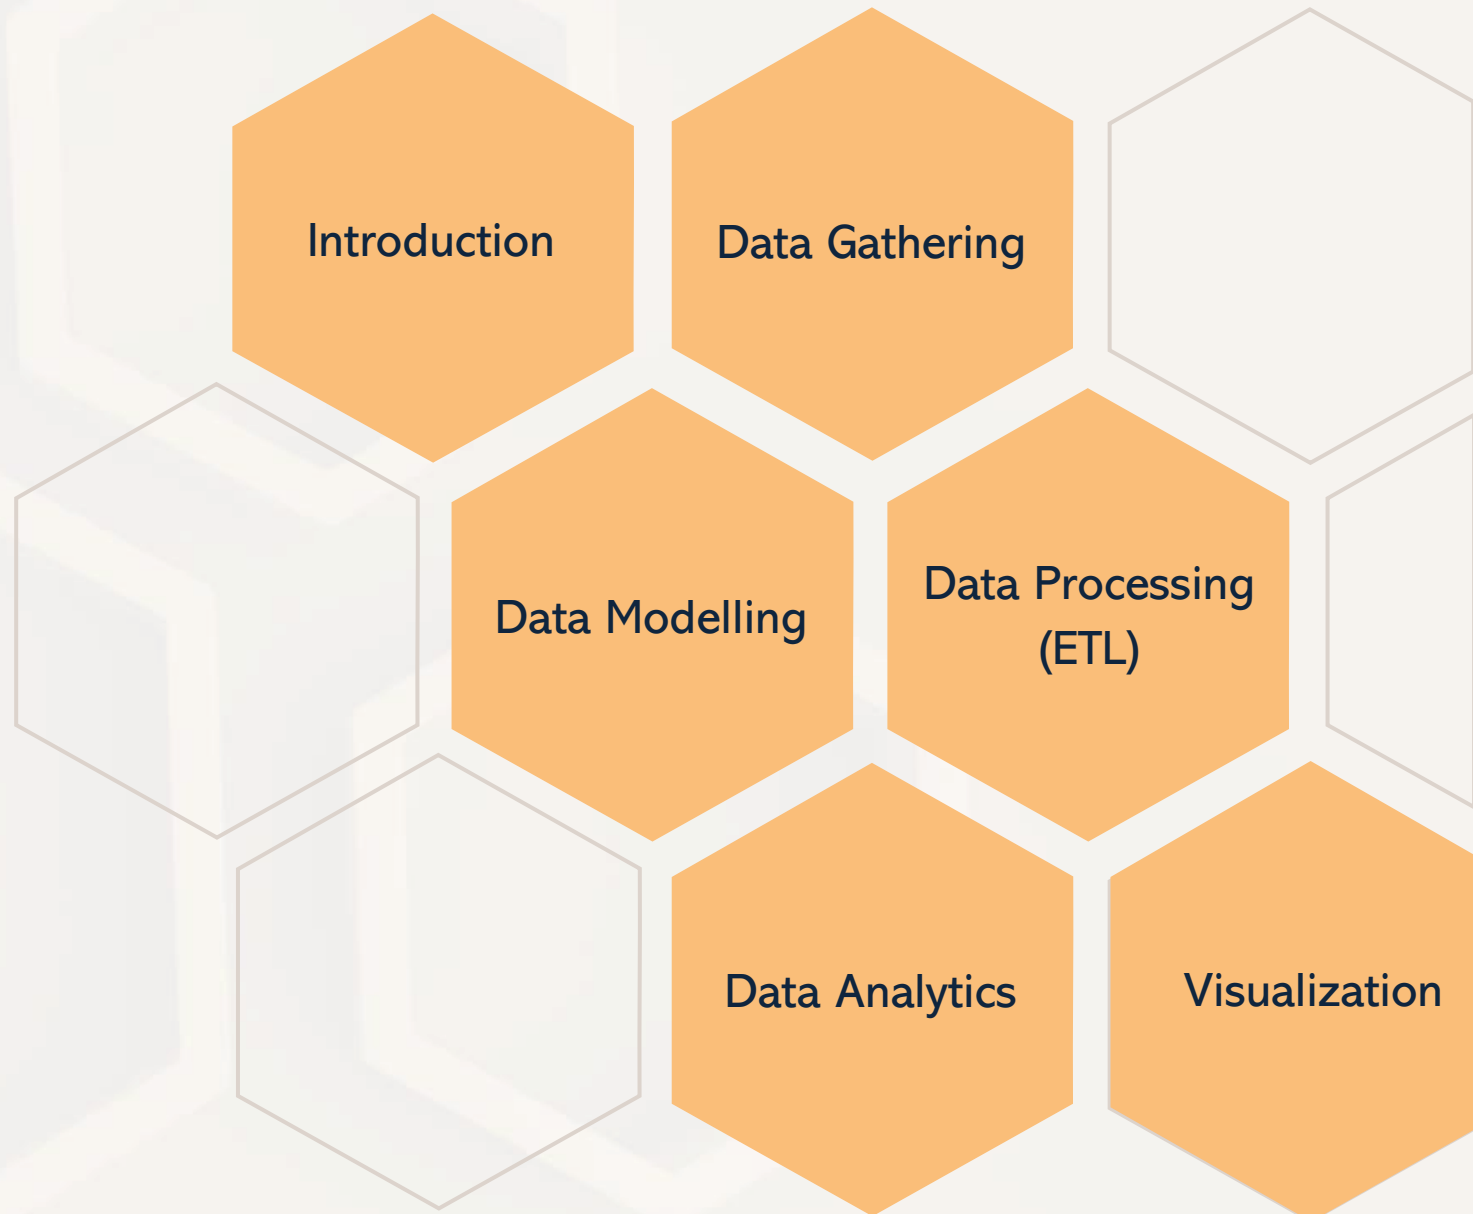 Introduction
Data Gathering
Data Modelling
Data Processing
(ETL)
Data Analytics
Visualization